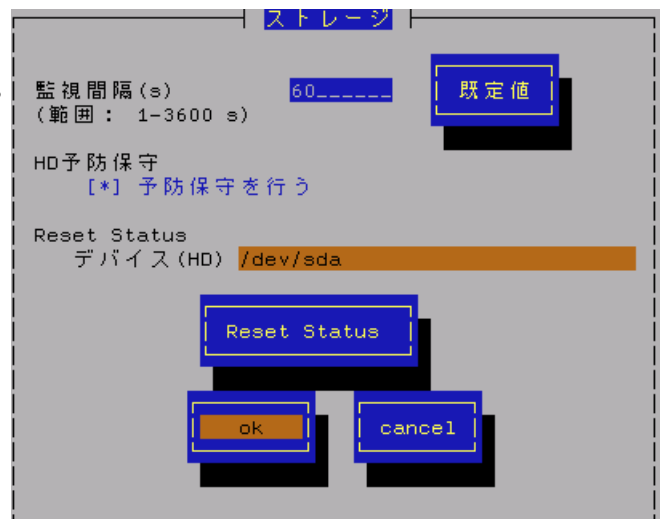 ストレージ
監視間隔(s) 60______ 既定値
(範囲： 1-3600 s)
HD予防保守
[*] 予防保守を行う
Reset Status
デバイス(HD) /dev/sda
Reset Status
ok cancel